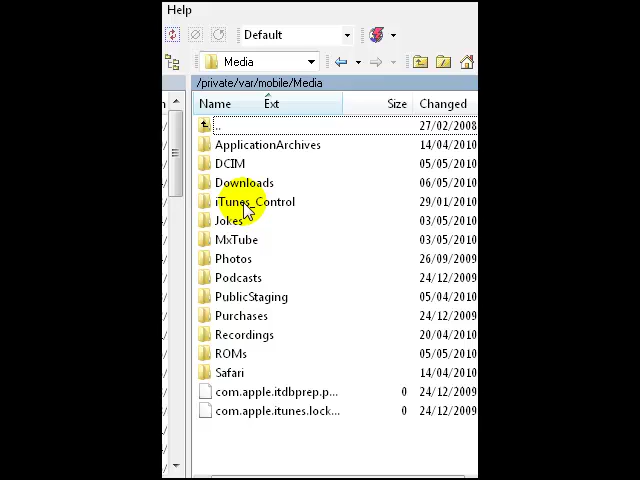 Help
Default
Media
/private/var/mobile/Media
Name Ext Size Changed
.. 27/02/2008
ApplicationArchives 14/04/2010
DCIM 05/05/2010
Downloads 06/05/2010
iTunes_Control 29/01/2010
Jokes 03/05/2010
MxTube 03/05/2010
Photos 26/09/2009
Podcasts 24/12/2009
PublicStaging 05/04/2010
Purchases 24/12/2009
Recordings 20/04/2010
ROMs 05/05/2010
Safari 14/04/2010
com.apple.itdbprep.p... 0 24/12/2009
com.apple.itunes.lock... 0 24/12/2009